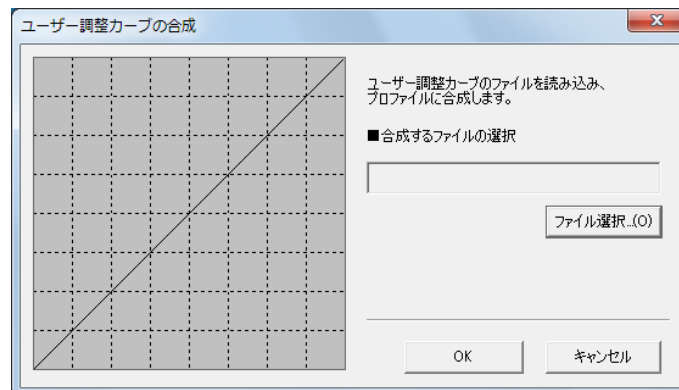 ユーザー調整カーブの合成
ユーザー調整カーブのファイルを読み込み、
プロファイルに合成します。
■合成するファイルの選択
ファイル選択...(O)
OK
キャンセル